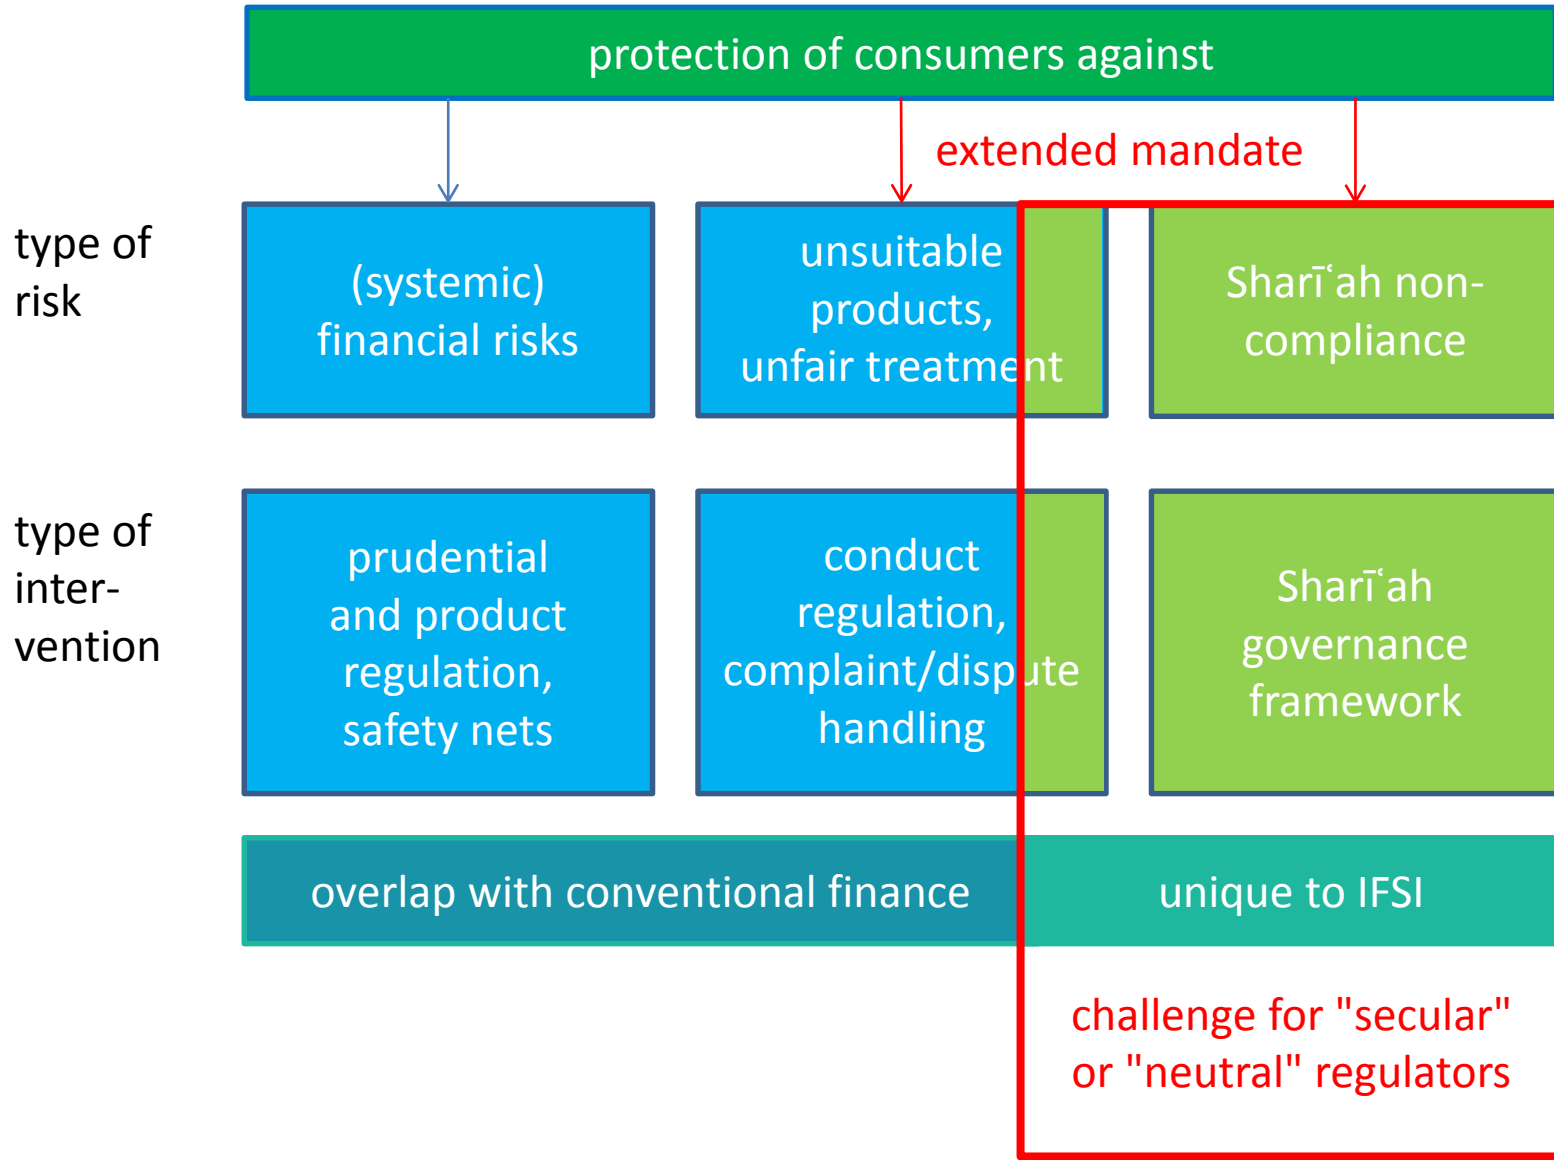 protection of consumers against
extended mandate
type of
risk
(systemic)
financial risks
unsuitable
products,
unfair treatment
Sharīʿah non-
compliance
type of
inter-
vention
prudential
and product
regulation,
safety nets
conduct
regulation,
complaint/dispute
handling
Sharīʿah
governance
framework
overlap with conventional finance
unique to IFSI
challenge for "secular"
or "neutral" regulators